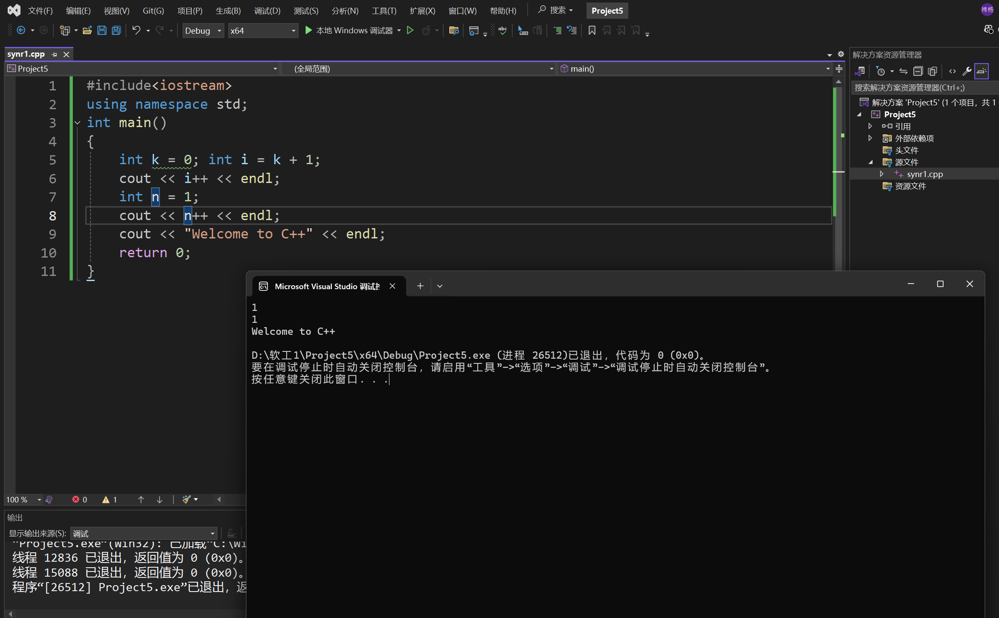 文件(F) 编辑(E) 视图(V) Git(G) 项目(P) 生成(B) 调试(D) 测试(S) 分析(N) 工具(T) 扩展(X) 窗口(W) 帮助(H) 搜索 Project5 祎杨
Debug x64 本地 Windows 调试器 abc
synr1.cpp
Project5 (全局范围) main()
1 #include<iostream>
2 using namespace std;
3 int main()
4 {
5 int k = 0; int i = k + 1;
6 cout << i++ << endl;
7 int n = 1;
8 cout << n++ << endl;
9 cout << "Welcome to C++" << endl;
10 return 0;
11 }
解决方案资源管理器
搜索解决方案资源管理器(Ctrl+;)
解决方案 'Project5' (1 个项目, 共 1
Project5
引用
外部依赖项
头文件
源文件
synr1.cpp
资源文件
Microsoft Visual Studio 调试
1
1
Welcome to C++
D:\软工1\Project5\x64\Debug\Project5.exe (进程 26512)已退出，代码为 0 (0x0)。
要在调试停止时自动关闭控制台，请启用“工具”->“选项”->“调试”->“调试停止时自动关闭控制台”。
按任意键关闭此窗口. . .
100 % 0 1
输出
显示输出来源(S): 调试
“Project5.exe”(Win32): 已加载“C:\WI
线程 12836 已退出，返回值为 0 (0x0)。
线程 15088 已退出，返回值为 0 (0x0)。
程序“[26512] Project5.exe”已退出，返